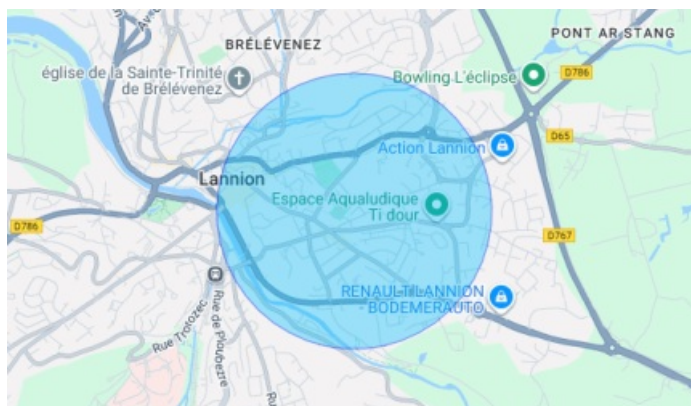 BRÉLÉVENEZ
PONT AR STANG
église de la Sainte-Trinité
de Brélévenez
Bowling L'éclipse
D786
D65
Action Lannion
Lannion
Espace Aqualudique
Ti dour
D786
D767
RENAULT LANNION
- BODEMERAUTO
Rue Trorozec
Rue de Ploubezre